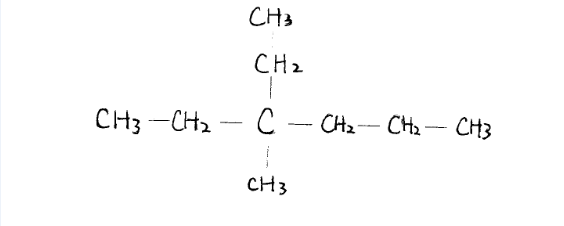 CH3
CH2
CH3 — CH2 — C — CH2 — CH2 — CH3
CH3